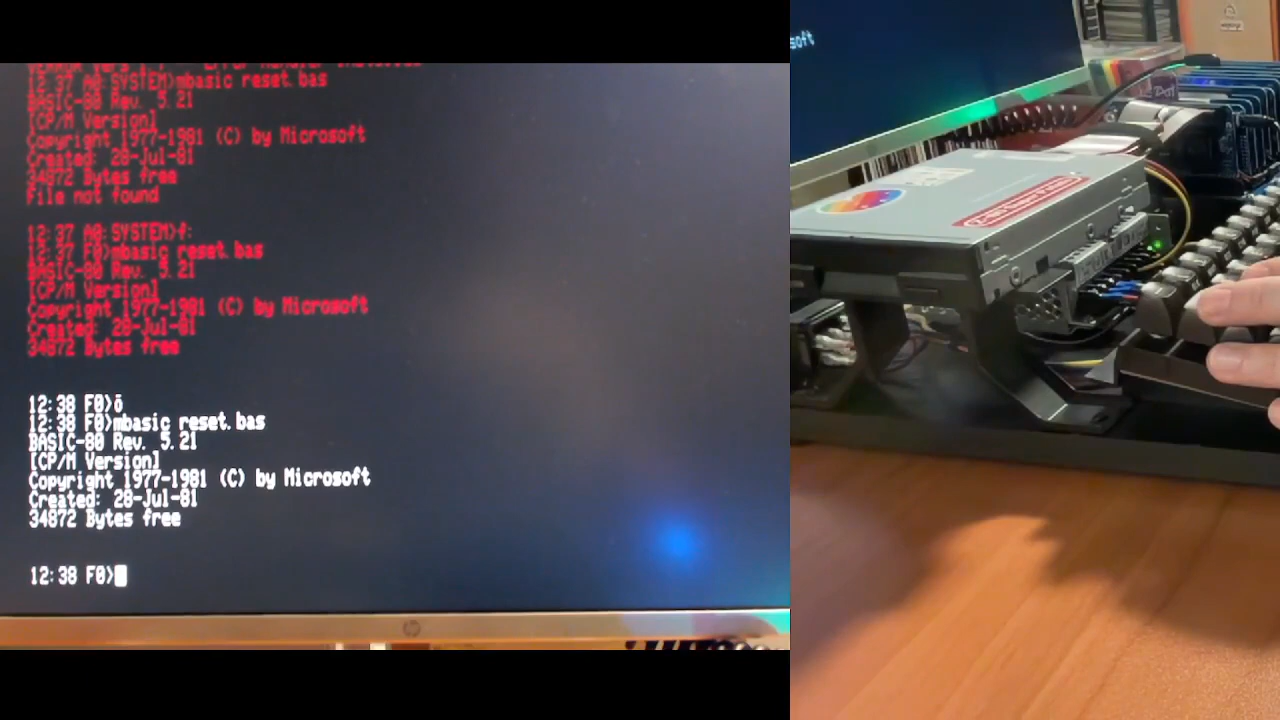 12:37 A0:SYSTEM>mbasic reset.bas
BASIC-80 Rev. 5.21
[CP/M Version]
Copyright 1977-1981 (C) by Microsoft
Created: 28-Jul-81
34872 Bytes free
File not found
12:37 A0:SYSTEM>f:
12:37 F0>mbasic reset.bas
BASIC-80 Rev. 5.21
[CP/M Version]
Copyright 1977-1981 (C) by Microsoft
Created: 28-Jul-81
34872 Bytes free
12:38 F0>ō
12:38 F0>mbasic reset.bas
BASIC-80 Rev. 5.21
[CP/M Version]
Copyright 1977-1981 (C) by Microsoft
Created: 28-Jul-81
34872 Bytes free
12:38 F0>
hp
soft